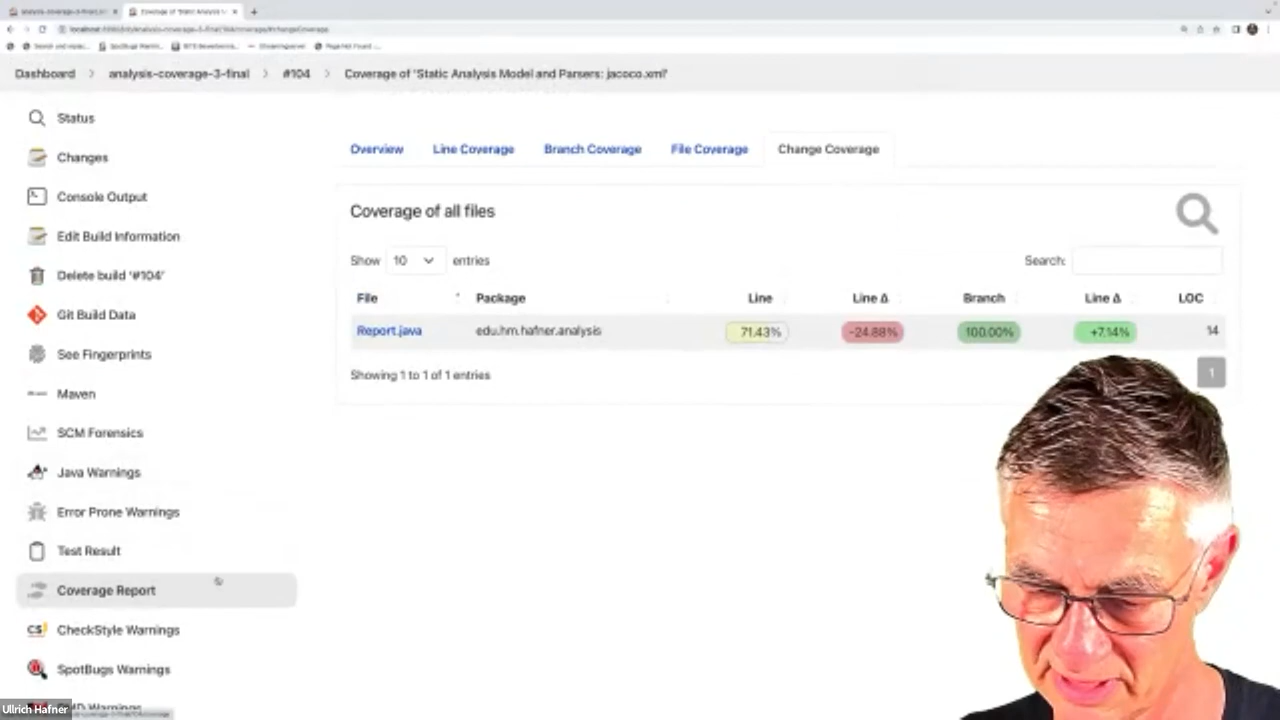 Dashboard > analysis-coverage-3-final > #104 > Coverage of 'Static Analysis Model and Parsers: jacoco.xml'
Status
Changes
Console Output
Edit Build Information
Delete build '#104'
Git Build Data
See Fingerprints
Maven
SCM Forensics
Java Warnings
Error Prone Warnings
Test Result
Coverage Report
CheckStyle Warnings
SpotBugs Warnings
Overview Line Coverage Branch Coverage File Coverage Change Coverage
Coverage of all files
Show 10 entries Search:
File Package Line Line Δ Branch Line Δ LOC
Report.java edu.hm.hafner.analysis 71.43% -24.88% 100.00% +7.14% 14
Showing 1 to 1 of 1 entries 1
Ullrich Hafner